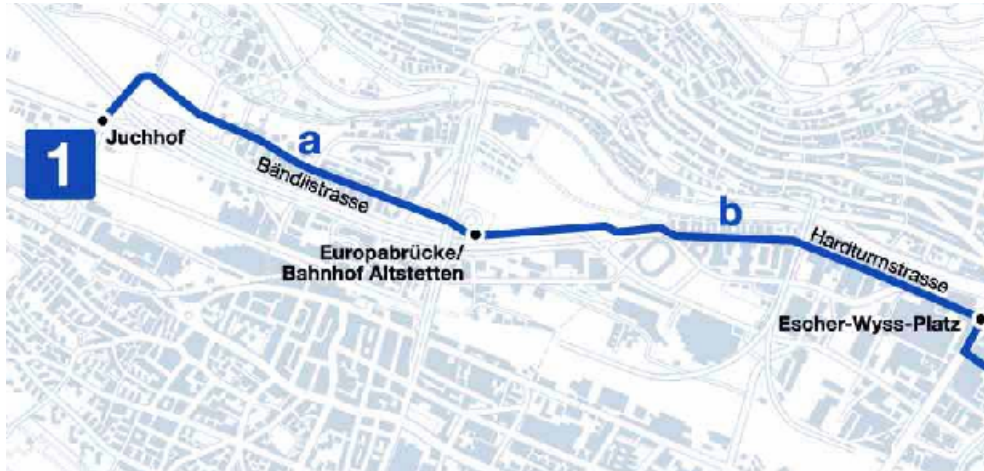 1
Juchhof
a
Bändlistrasse
Europabrücke/
Bahnhof Altstetten
b
Hardturmstrasse
Escher-Wyss-Platz